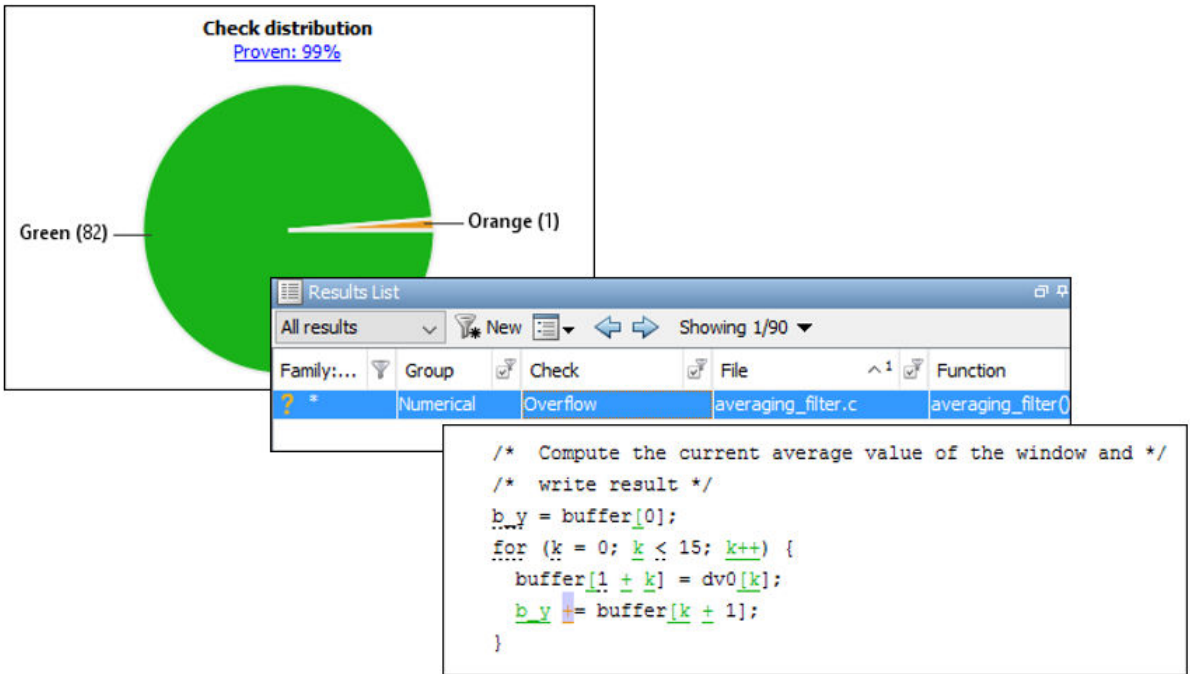 Check distribution
Proven: 99%
Green (82)
Orange (1)
Results List
All results New Showing 1/90
Family:... Group Check File 1 Function
? * Numerical Overflow averaging_filter.c averaging_filter()
/*  Compute the current average value of the window and */
/*  write result */
b_y = buffer[0];
for (k = 0; k < 15; k++) {
  buffer[1 + k] = dv0[k];
  b_y += buffer[k + 1];
}